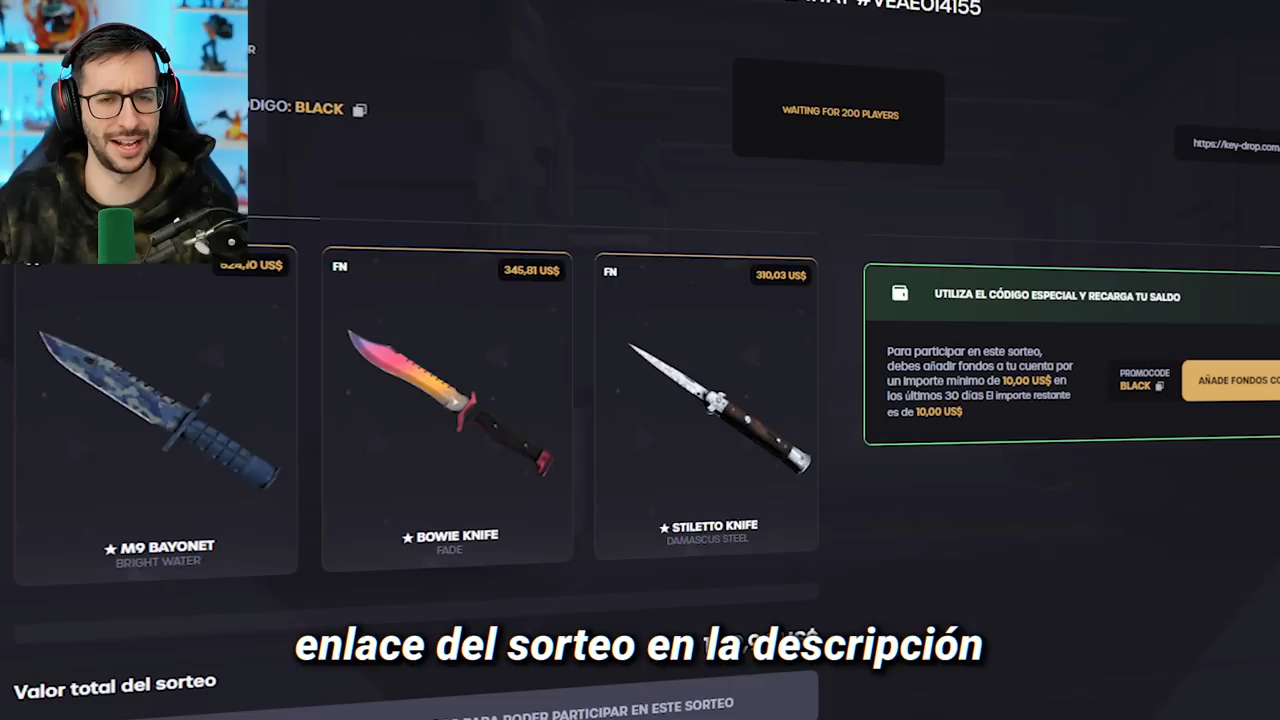 #VEAEOI4155
CÓDIGO: BLACK
WAITING FOR 200 PLAYERS
https://key-drop.com
FN
345,81 US$
FN
310,03 US$
UTILIZA EL CÓDIGO ESPECIAL Y RECARGA TU SALDO
Para participar en este sorteo,
debes añadir fondos a tu cuenta por
un importe mínimo de 10,00 US$ en
los últimos 30 días El importe restante
es de 10,00 US$
PROMOCODE
BLACK
AÑADE FONDOS
★ M9 BAYONET
BRIGHT WATER
★ BOWIE KNIFE
FADE
★ STILETTO KNIFE
DAMASCUS STEEL
enlace del sorteo en la descripción
Valor total del sorteo
PARA PODER PARTICIPAR EN ESTE SORTEO